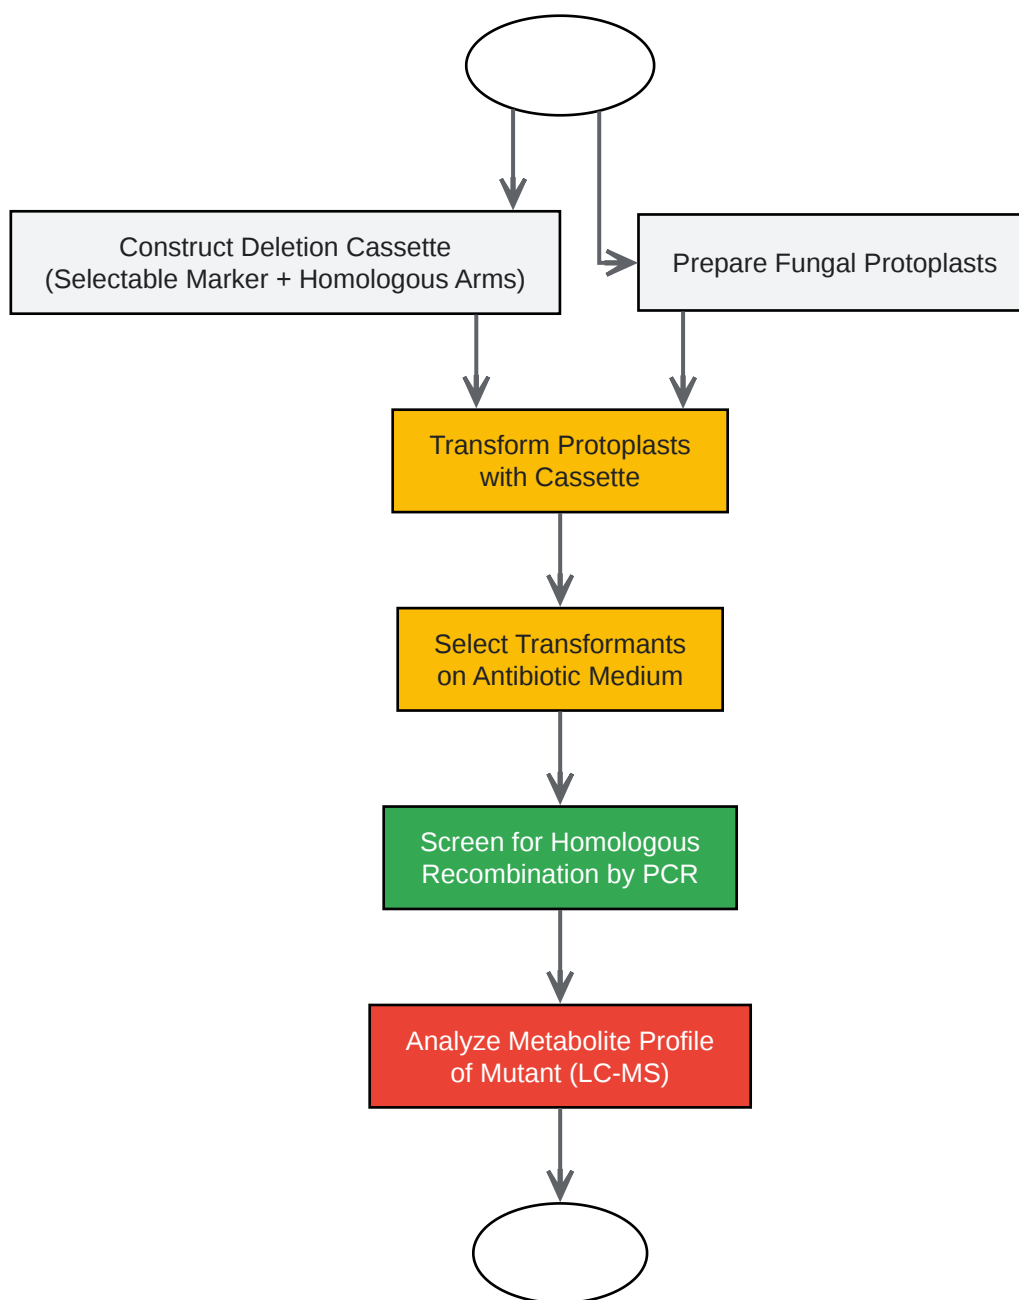 Construct Deletion Cassette
(Selectable Marker + Homologous Arms)
Prepare Fungal Protoplasts
Transform Protoplasts
with Cassette
Select Transformants
on Antibiotic Medium
Screen for Homologous
Recombination by PCR
Analyze Metabolite Profile
of Mutant (LC-MS)